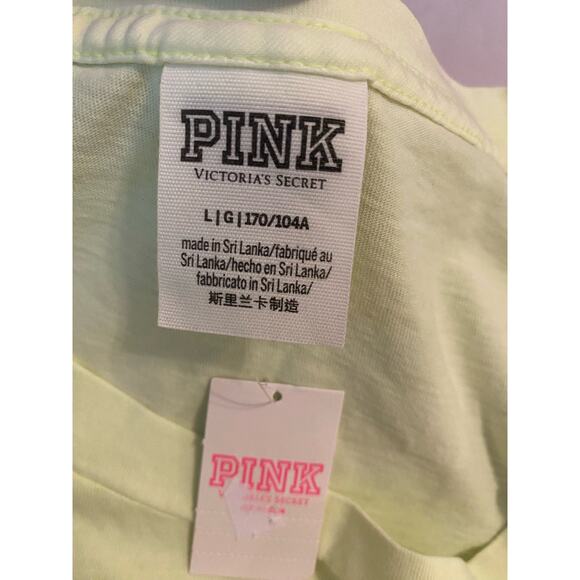 PINK
VICTORIA'S SECRET
L | G | 170/104A
made in Sri Lanka/fabriqué au
Sri Lanka/hecho en Sri Lanka/
fabbricato in Sri Lanka/
斯里兰卡制造
PINK
SECRET